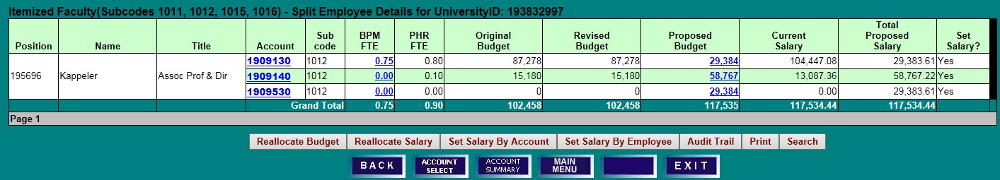 Itemized Faculty(Subcodes 1011, 1012, 1015, 1016) - Split Employee Details for UniversityID: 193832997
Position Name Title Account Sub code BPM FTE PHR FTE Original Budget Revised Budget Proposed Budget Current Salary Total Proposed Salary Set Salary?
1909130 1012 0.75 0.80 87,278 87,278 29,384 104,447.08 29,383.61 Yes
195696 Kappeler Assoc Prof & Dir 1909140 1012 0.00 0.10 15,180 15,180 58,767 13,087.36 58,767.22 Yes
1909530 1012 0.00 0.00 0 0 29,384 0.00 29,383.61 Yes
Grand Total 0.75 0.90 102,458 102,458 117,535 117,534.44 117,534.44
Page 1
Reallocate Budget Reallocate Salary Set Salary By Account Set Salary By Employee Audit Trail Print Search
BACK ACCOUNT SELECT ACCOUNT SUMMARY MAIN MENU EXIT